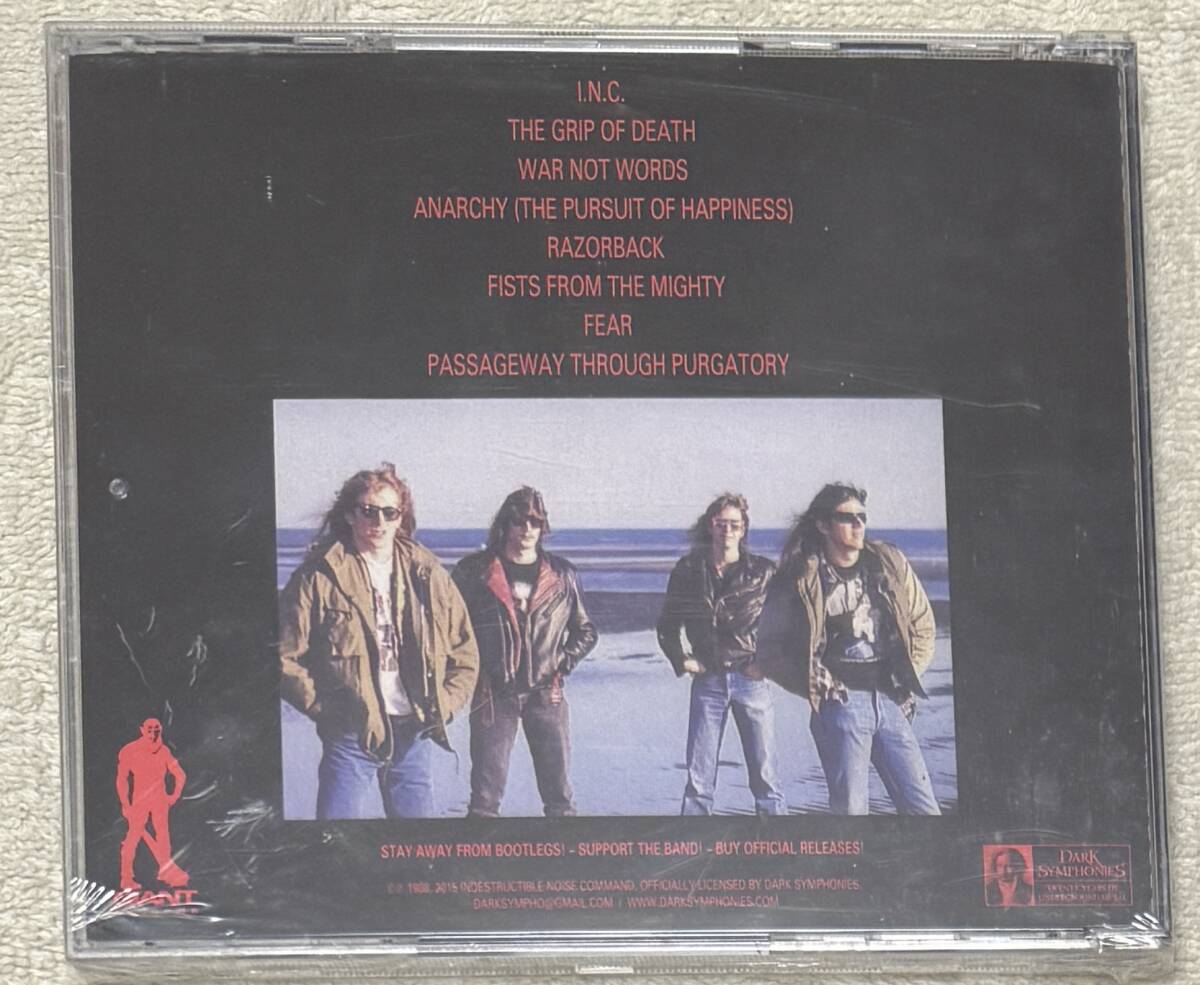 I.N.C.
THE GRIP OF DEATH
WAR NOT WORDS
ANARCHY (THE PURSUIT OF HAPPINESS)
RAZORBACK
FISTS FROM THE MIGHTY
FEAR
PASSAGEWAY THROUGH PURGATORY
STAY AWAY FROM BOOTLEGS! - SUPPORT THE BAND! - BUY OFFICIAL RELEASES!
2015 INDESTRUCTIBLE NOISE COMMAND. OFFICIALLY LICENSED BY DARK SYMPHONIES
DARKSYMPHO@GMAIL.COM / WWW.DARKSYMPHONIES.COM
DARK
SYMPHONIES